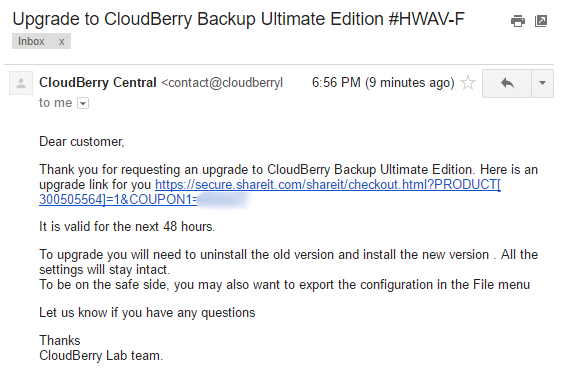 Upgrade to CloudBerry Backup Ultimate Edition #HWAV-F
Inbox x
CloudBerry Central <contact@cloudberryl 6:56 PM (9 minutes ago)
to me
Dear customer,
Thank you for requesting an upgrade to CloudBerry Backup Ultimate Edition. Here is an
upgrade link for you https://secure.shareit.com/shareit/checkout.html?PRODUCT[
300505564]=1&COUPON1=
It is valid for the next 48 hours.
To upgrade you will need to uninstall the old version and install the new version . All the
settings will stay intact.
To be on the safe side, you may also want to export the configuration in the File menu
Let us know if you have any questions
Thanks
CloudBerry Lab team.